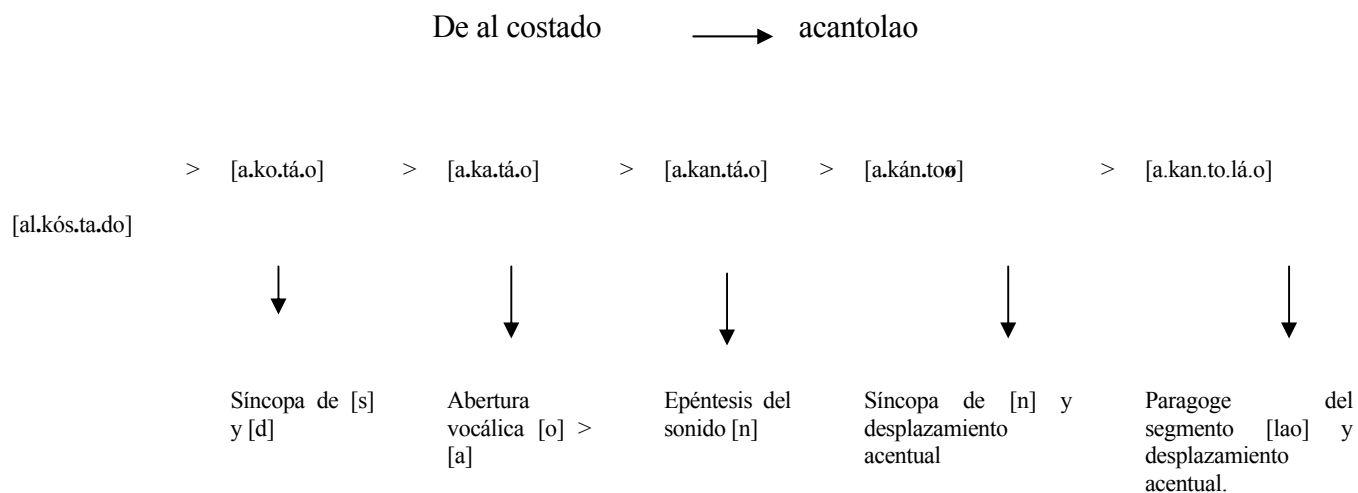 De al costado acantolao
> [a.ko.tá.o] > [a.ka.tá.o] > [a.kan.tá.o] > [a.kán.toø] > [a.kan.to.lá.o]
[al.kós.ta.do]
Síncopa de [s]
y [d]
Abertura
vocálica [o] >
[a]
Epéntesis del
sonido [n]
Síncopa de [n] y
desplazamiento
acentual
Paragoge del
segmento [lao] y
desplazamiento
acentual.